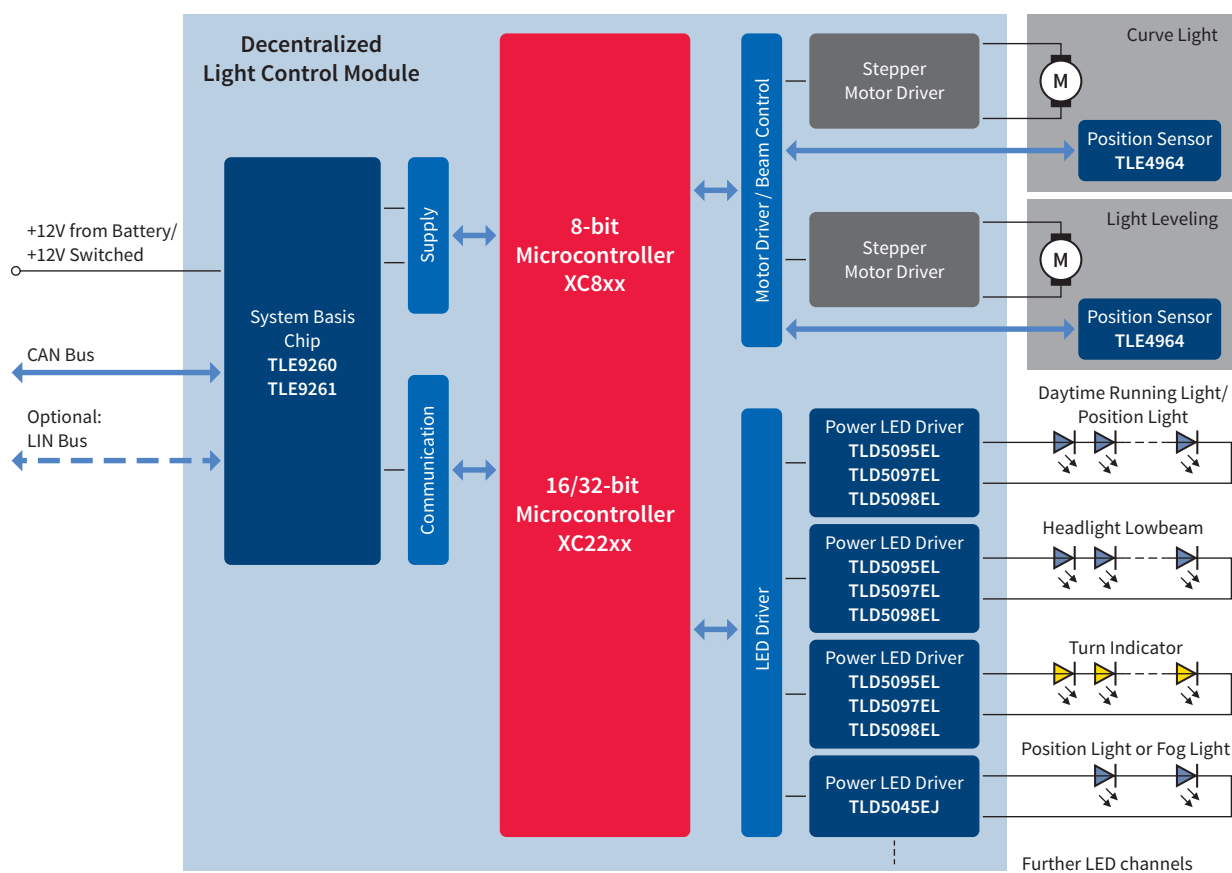 Decentralized
Light Control Module
+12V from Battery/
+12V Switched
CAN Bus
Optional:
LIN Bus
System Basis
Chip
TLE9260
TLE9261
Supply
Communication
8-bit
Microcontroller
XC8xx
16/32-bit
Microcontroller
XC22xx
Motor Driver / Beam Control
LED Driver
Stepper
Motor Driver
Curve Light
M
Position Sensor
TLE4964
Stepper
Motor Driver
Light Leveling
M
Position Sensor
TLE4964
Power LED Driver
TLD5095EL
TLD5097EL
TLD5098EL
Daytime Running Light/
Position Light
Power LED Driver
TLD5095EL
TLD5097EL
TLD5098EL
Headlight Lowbeam
Power LED Driver
TLD5095EL
TLD5097EL
TLD5098EL
Turn Indicator
Power LED Driver
TLD5045EJ
Position Light or Fog Light
Further LED channels